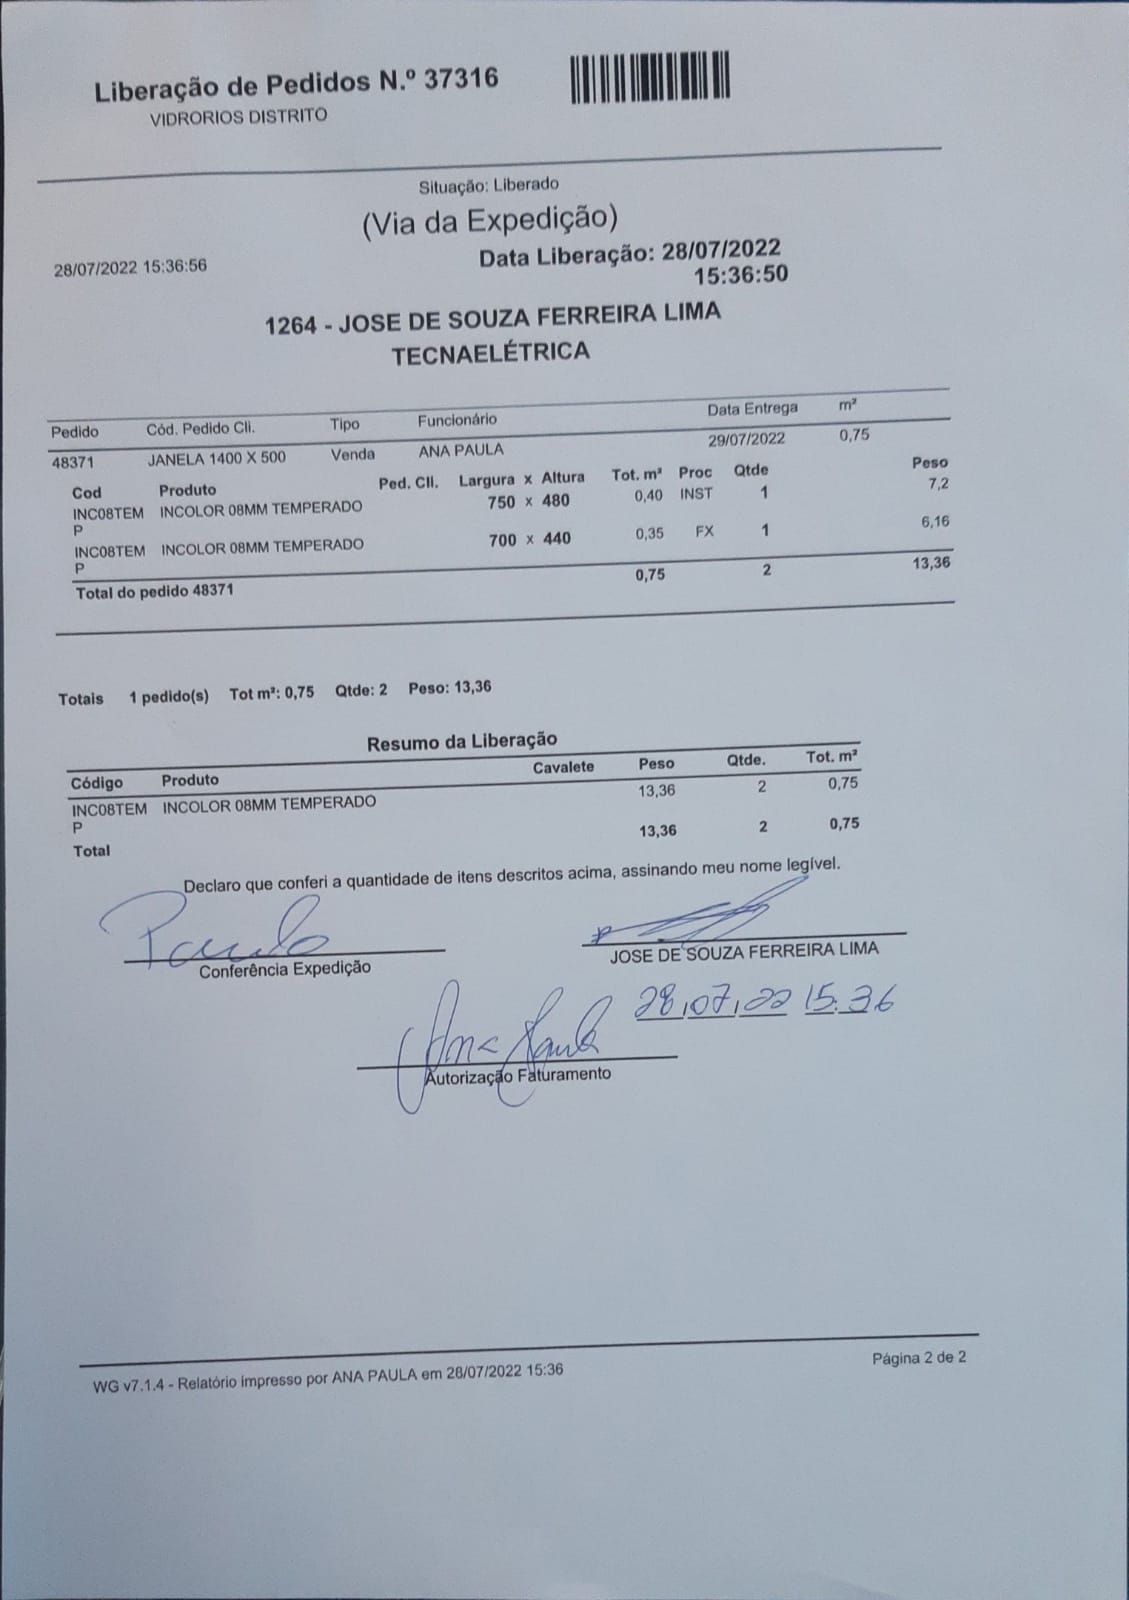 Liberação de Pedidos N.º 37316
VIDRORIOS DISTRITO
Situação: Liberado
(Via da Expedição)
28/07/2022 15:36:56
Data Liberação: 28/07/2022
15:36:50
1264 - JOSE DE SOUZA FERREIRA LIMA
TECNAELÉTRICA
Pedido Cód. Pedido Cli. Tipo Funcionário Data Entrega m²
48371 JANELA 1400 X 500 Venda ANA PAULA 29/07/2022 0,75
Cod Produto Ped. Cli. Largura x Altura Tot. m² Proc Qtde Peso
INC08TEM INCOLOR 08MM TEMPERADO 750 x 480 0,40 INST 1 7,2
P
INC08TEM INCOLOR 08MM TEMPERADO 700 x 440 0,35 FX 1 6,16
P
Total do pedido 48371 0,75 2 13,36
Totais 1 pedido(s) Tot m²: 0,75 Qtde: 2 Peso: 13,36
Resumo da Liberação
Código Produto Cavalete Peso Qtde. Tot. m²
INC08TEM INCOLOR 08MM TEMPERADO 13,36 2 0,75
P
Total 13,36 2 0,75
Declaro que conferi a quantidade de itens descritos acima, assinando meu nome legível.
Paulo
Conferência Expedição
JOSE DE SOUZA FERREIRA LIMA
28,07,22 15:36
Ana Paula
Autorização Faturamento
WG v7.1.4 - Relatório impresso por ANA PAULA em 28/07/2022 15:36
Página 2 de 2